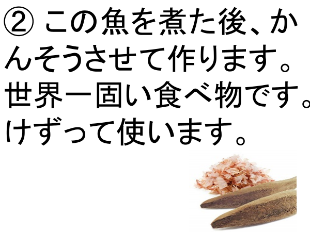 ② この魚を煮た後、か
んそうさせて作ります。
世界一固い食べ物です。
けずって使います。